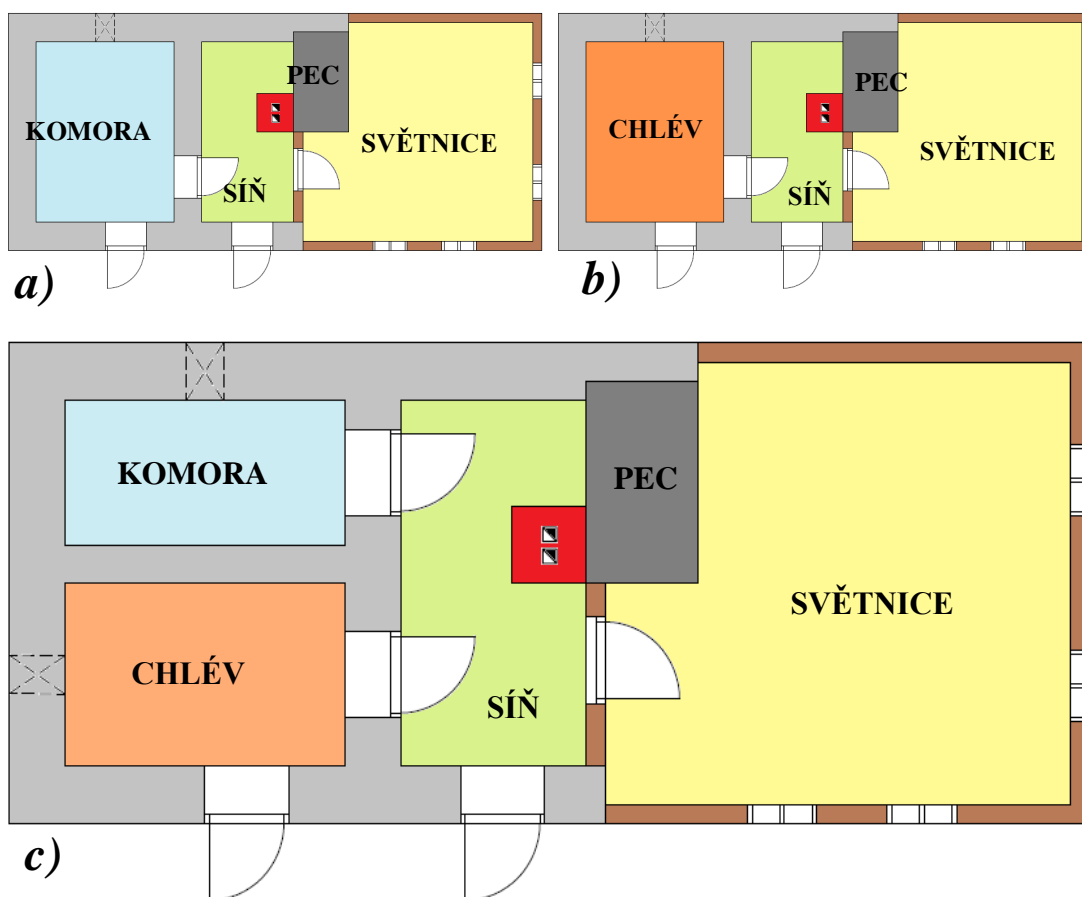 PEC
KOMORA
SVĚTNICE
SÍŇ
a)
PEC
CHLÉV
SVĚTNICE
SÍŇ
b)
KOMORA
PEC
SVĚTNICE
CHLÉV
SÍŇ
c)